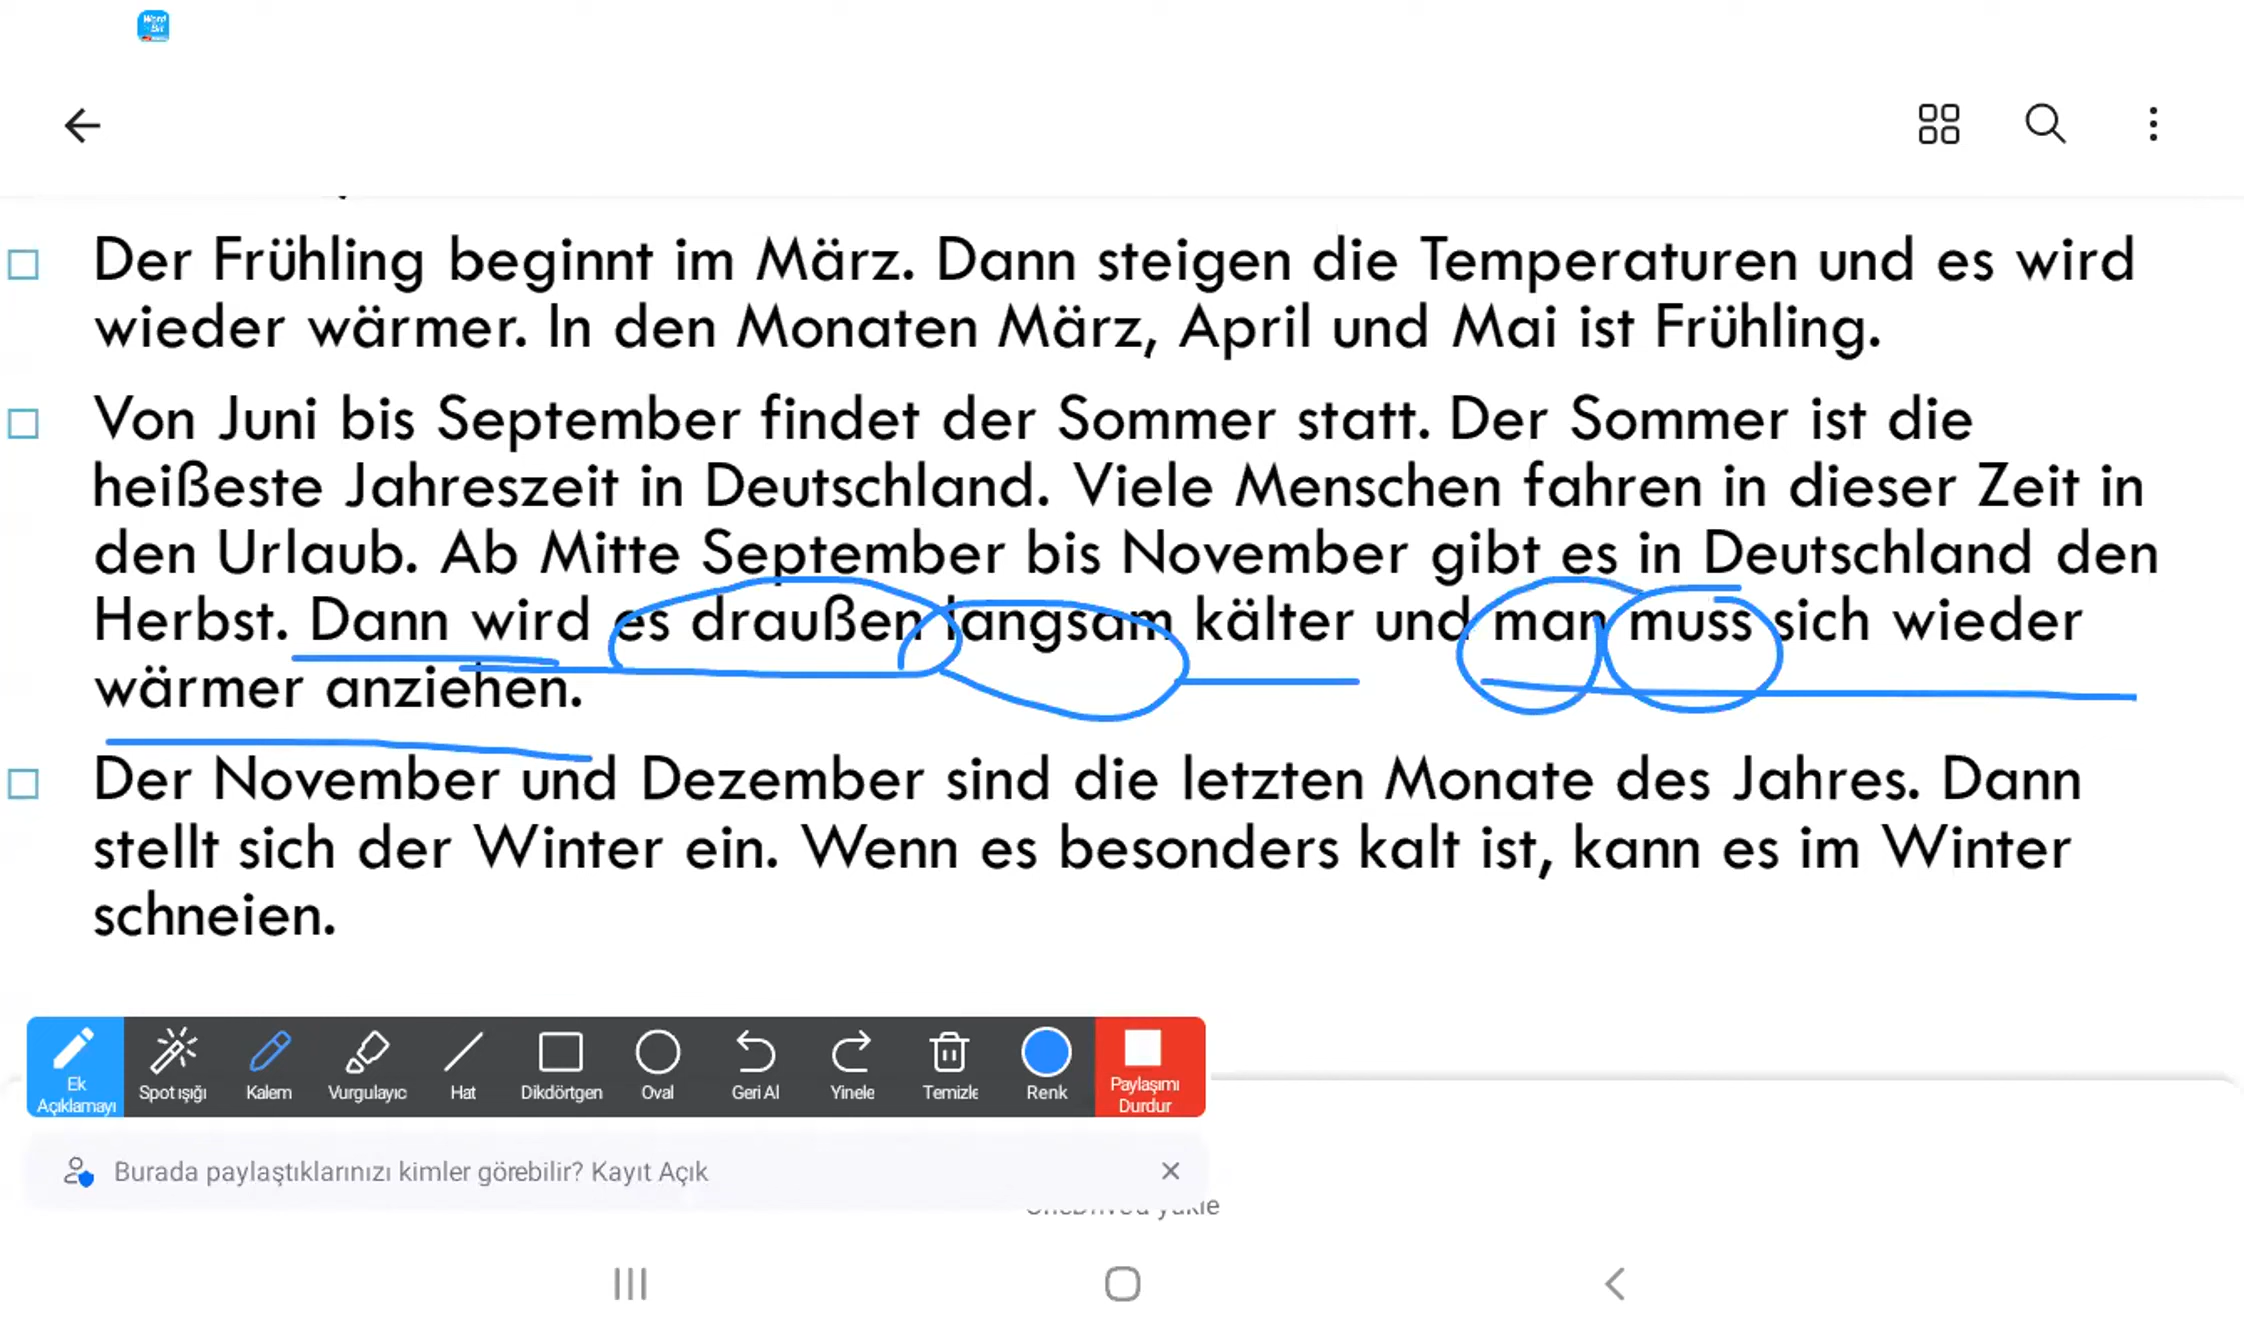 Word
Bit
Der Frühling beginnt im März. Dann steigen die Temperaturen und es wird
wieder wärmer. In den Monaten März, April und Mai ist Frühling.
Von Juni bis September findet der Sommer statt. Der Sommer ist die
heißeste Jahreszeit in Deutschland. Viele Menschen fahren in dieser Zeit in
den Urlaub. Ab Mitte September bis November gibt es in Deutschland den
Herbst. Dann wird es draußen langsam kälter und man muss sich wieder
wärmer anziehen.
Der November und Dezember sind die letzten Monate des Jahres. Dann
stellt sich der Winter ein. Wenn es besonders kalt ist, kann es im Winter
schneien.
Ek Açıklamayı
Spot ışığı
Kalem
Vurgulayıc
Hat
Dikdörtgen
Oval
Geri Al
Yinele
Temizle
Renk
Paylaşımı Durdur
Burada paylaştıklarınızı kimler görebilir? Kayıt Açık